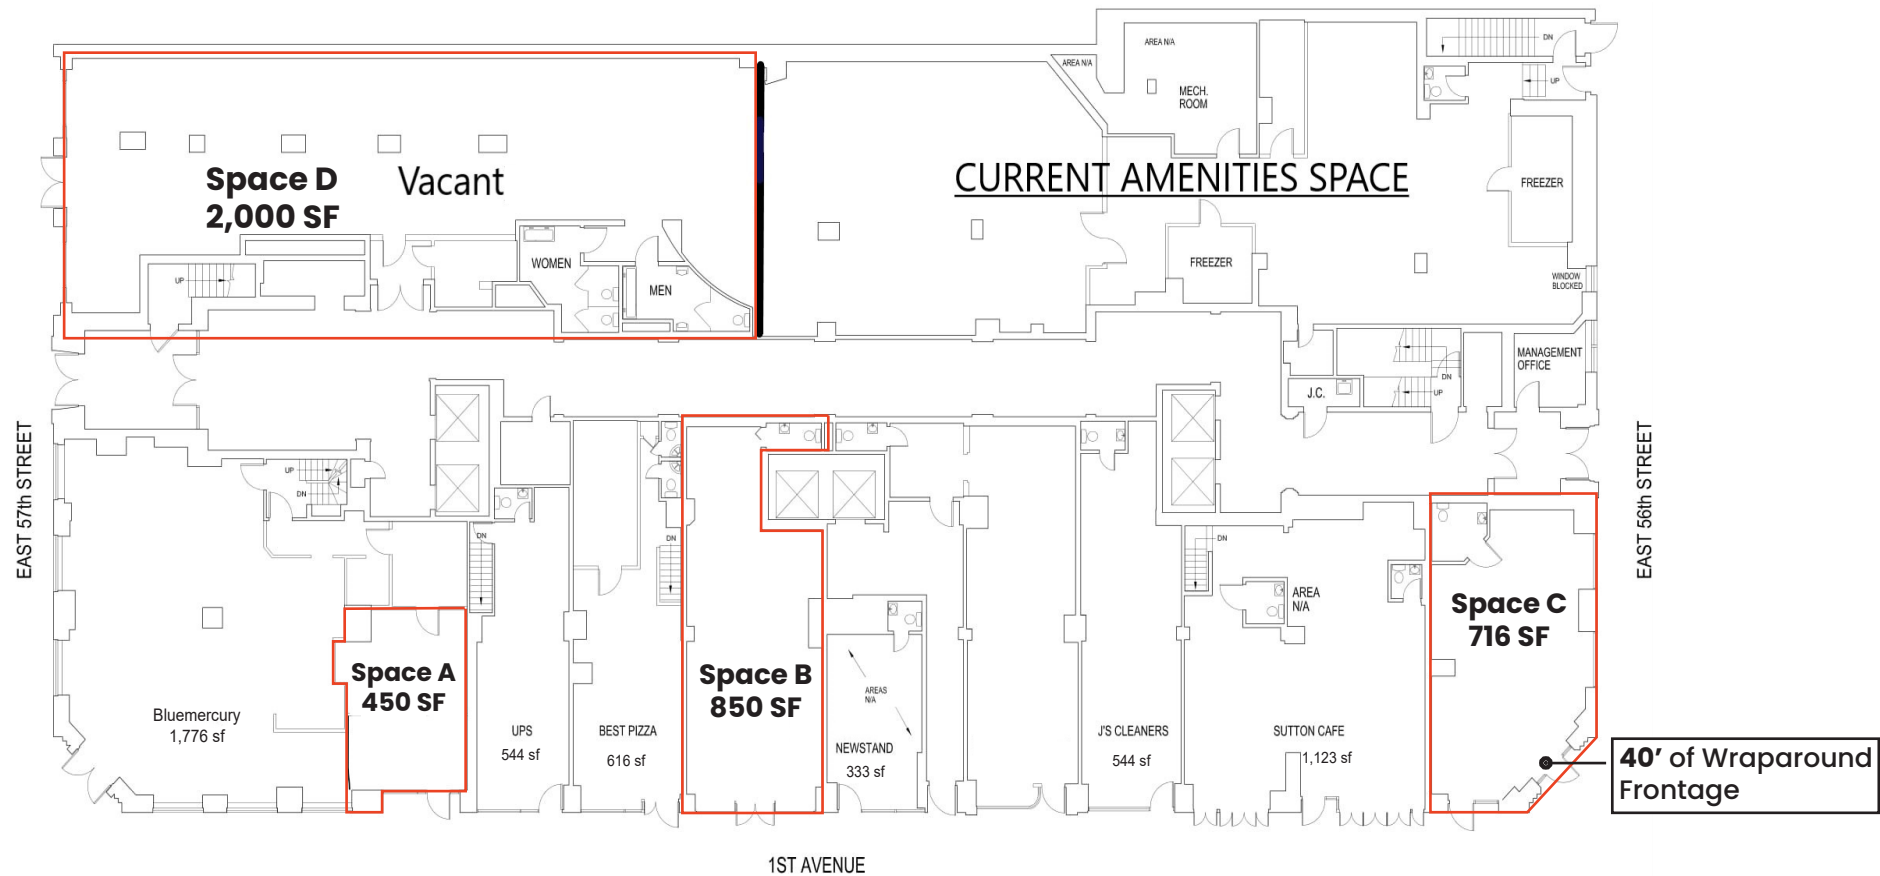 AREA N/A
DN
AREA N/A
UP
MECH.
ROOM
Space D
2,000 SF
Vacant
CURRENT AMENITIES SPACE
FREEZER
WOMEN
FREEZER
UP
MEN
WINDOW
BLOCKED
MANAGEMENT
OFFICE
DN
J.C.
UP
EAST 57th STREET
EAST 56th STREET
UP
DN
DN
DN
DN
AREA
N/A
Space C
716 SF
Space A
450 SF
Space B
850 SF
AREAS
N/A
Bluemercury
1,776 sf
UPS
544 sf
BEST PIZZA
616 sf
NEWSTAND
333 sf
J'S CLEANERS
544 sf
SUTTON CAFE
1,123 sf
40’ of Wraparound
Frontage
1ST AVENUE